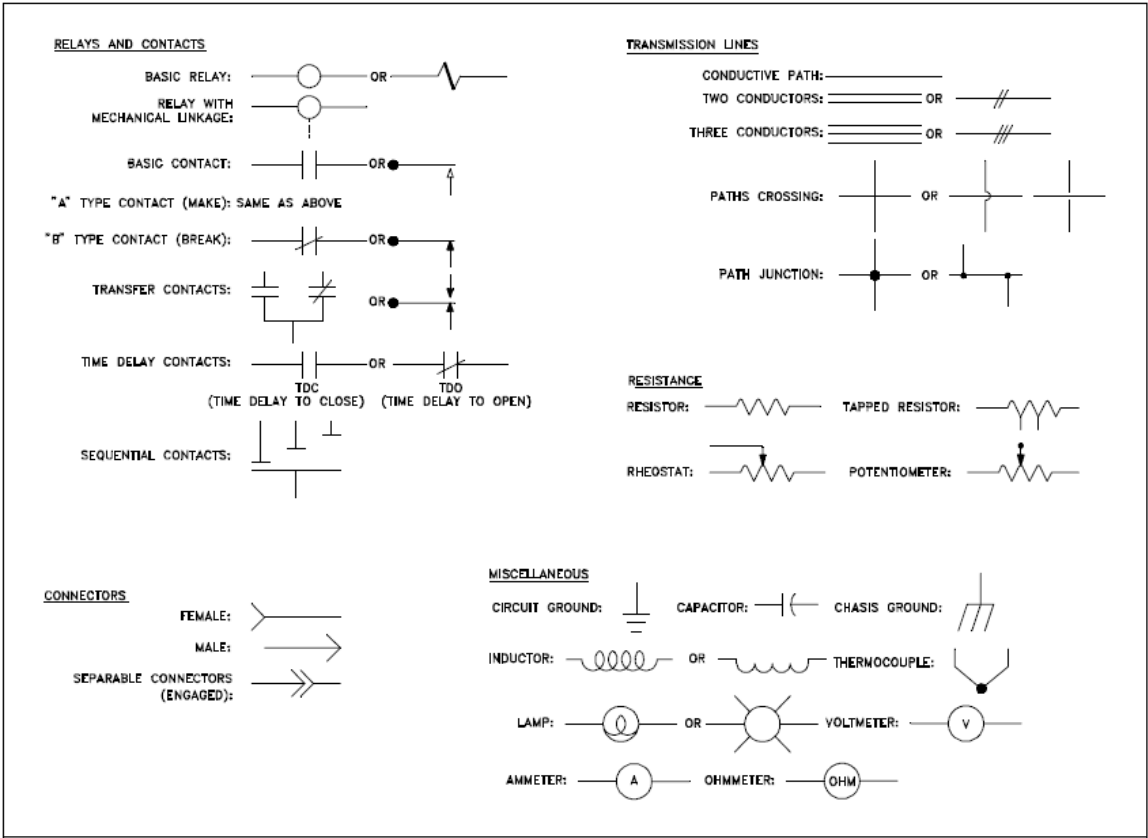 RELAYS AND CONTACTS
BASIC RELAY:
OR
RELAY WITH
MECHANICAL LINKAGE:
BASIC CONTACT:
OR
"A" TYPE CONTACT (MAKE): SAME AS ABOVE
"B" TYPE CONTACT (BREAK):
OR
TRANSFER CONTACTS:
OR
TIME DELAY CONTACTS:
OR
TDC
TDO
(TIME DELAY TO CLOSE)
(TIME DELAY TO OPEN)
SEQUENTIAL CONTACTS:
TRANSMISSION LINES
CONDUCTIVE PATH:
TWO CONDUCTORS:
OR
THREE CONDUCTORS:
OR
PATHS CROSSING:
OR
PATH JUNCTION:
OR
RESISTANCE
RESISTOR:
TAPPED RESISTOR:
RHEOSTAT:
POTENTIOMETER:
CONNECTORS
FEMALE:
MALE:
SEPARABLE CONNECTORS
(ENGAGED):
MISCELLANEOUS
CIRCUIT GROUND:
CAPACITOR:
CHASIS GROUND:
INDUCTOR:
OR
THERMOCOUPLE:
LAMP:
OR
VOLTMETER:
V
AMMETER:
A
OHMMETER:
OHM